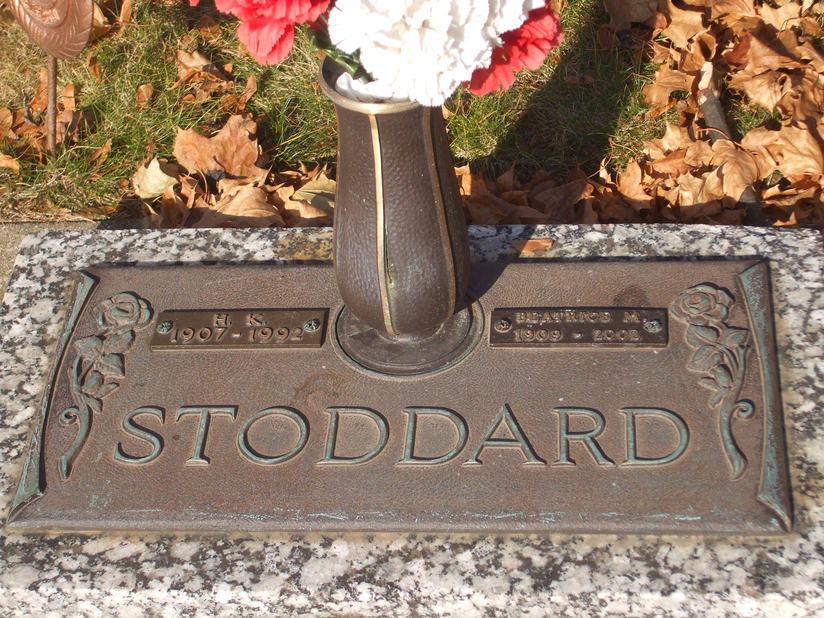 H. K.
1907 - 1992
BEATRICE M.
1909 - 2002
STODDARD